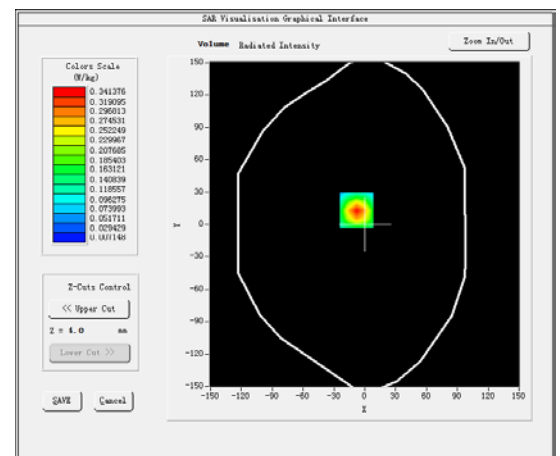 SAR Visualisation Graphical Interface
Volume Radiated Intensity
Zoom In/Out
Colors Scale
(W/kg)
0.341376
0.319095
0.296813
0.274531
0.252249
0.229967
0.207685
0.185403
0.163121
0.140839
0.118557
0.096275
0.073993
0.051711
0.029429
0.007148
Z-Cuts Control
<< Upper Cut
Z = 4.0 mm
Lower Cut >>
SAVE Cancel
150
120
90
60
30
Y 0
-30
-60
-90
-120
-150
-150 -120 -90 -60 -30 0 30 60 90 120 150
X